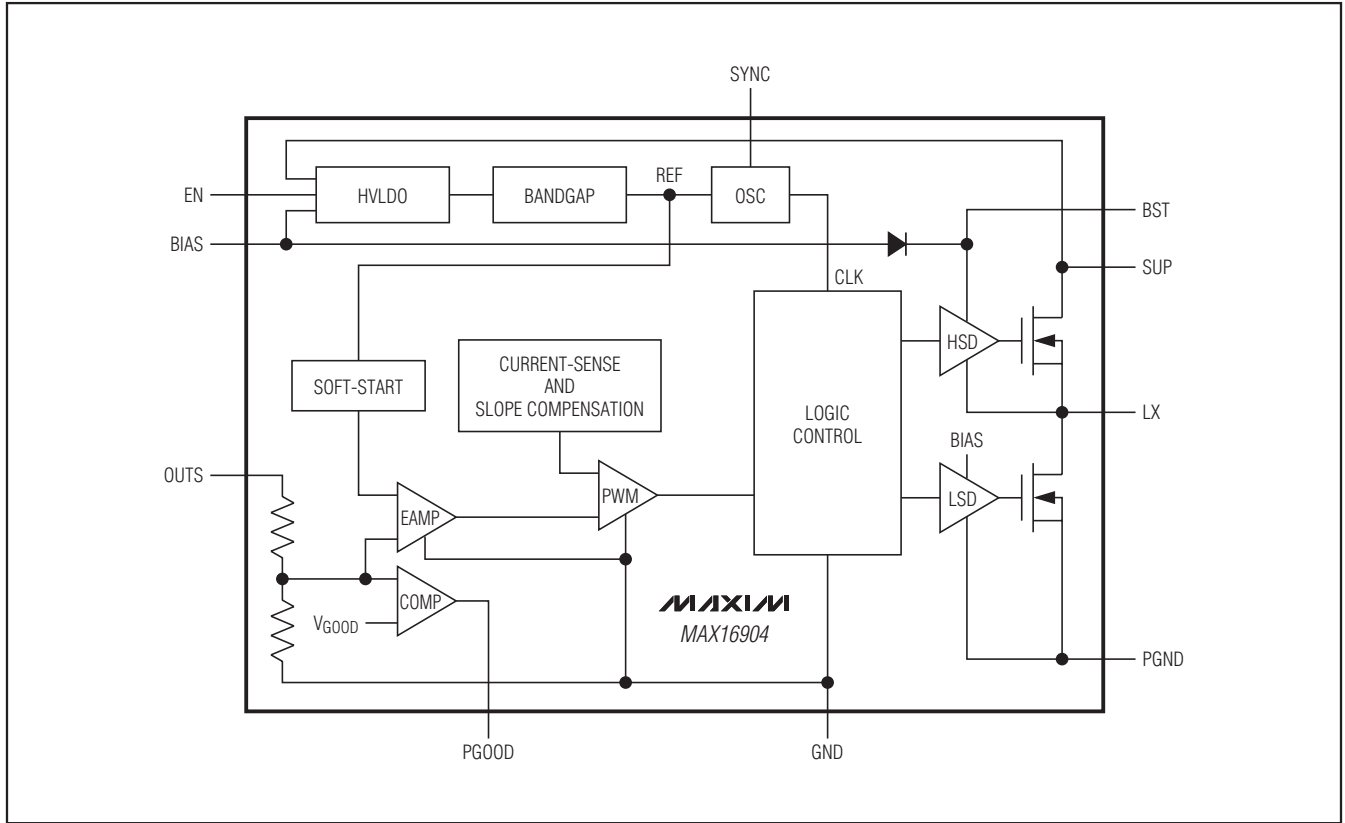 SYNC
EN
HVLDO
BANDGAP
REF
OSC
BST
BIAS
SUP
CLK
HSD
CURRENT-SENSE
AND
SLOPE COMPENSATION
SOFT-START
LOGIC
CONTROL
LX
BIAS
OUTS
PWM
LSD
EAMP
COMP
VGOOD
MAXIM
MAX16904
PGND
PGOOD
GND